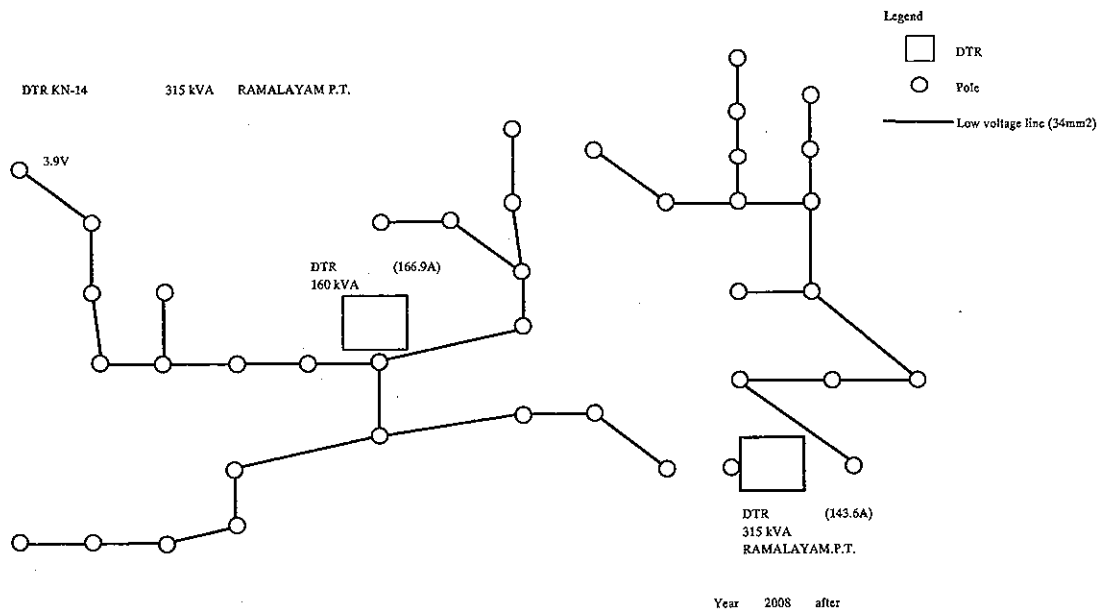 Legend
DTR
Pole
Low voltage line (34mm2)
DTR KN-14 315 kVA RAMALAYAM P.T.
3.9V
DTR (166.9A)
160 kVA
DTR (143.6A)
315 kVA
RAMALAYAM.P.T.
Year 2008 after